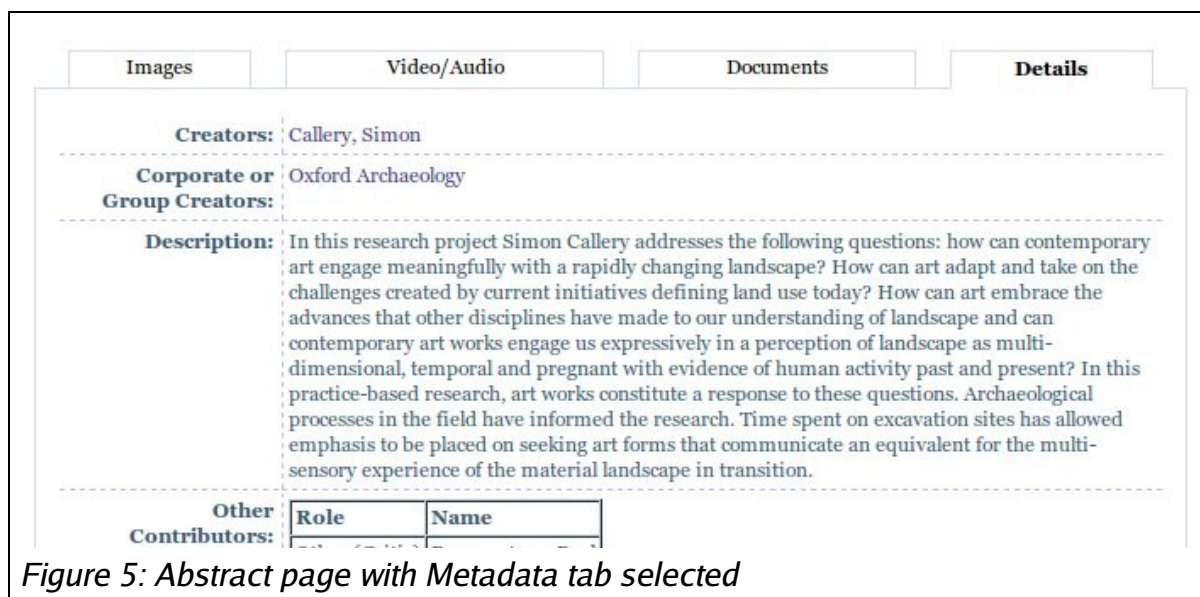 Images Video/Audio Documents Details
Creators: Callery, Simon
Corporate or Oxford Archaeology
Group Creators:
Description: In this research project Simon Callery addresses the following questions: how can contemporary
art engage meaningfully with a rapidly changing landscape? How can art adapt and take on the
challenges created by current initiatives defining land use today? How can art embrace the
advances that other disciplines have made to our understanding of landscape and can
contemporary art works engage us expressively in a perception of landscape as multi-
dimensional, temporal and pregnant with evidence of human activity past and present? In this
practice-based research, art works constitute a response to these questions. Archaeological
processes in the field have informed the research. Time spent on excavation sites has allowed
emphasis to be placed on seeking art forms that communicate an equivalent for the multi-
sensory experience of the material landscape in transition.
Other Role Name
Contributors:
Figure 5: Abstract page with Metadata tab selected